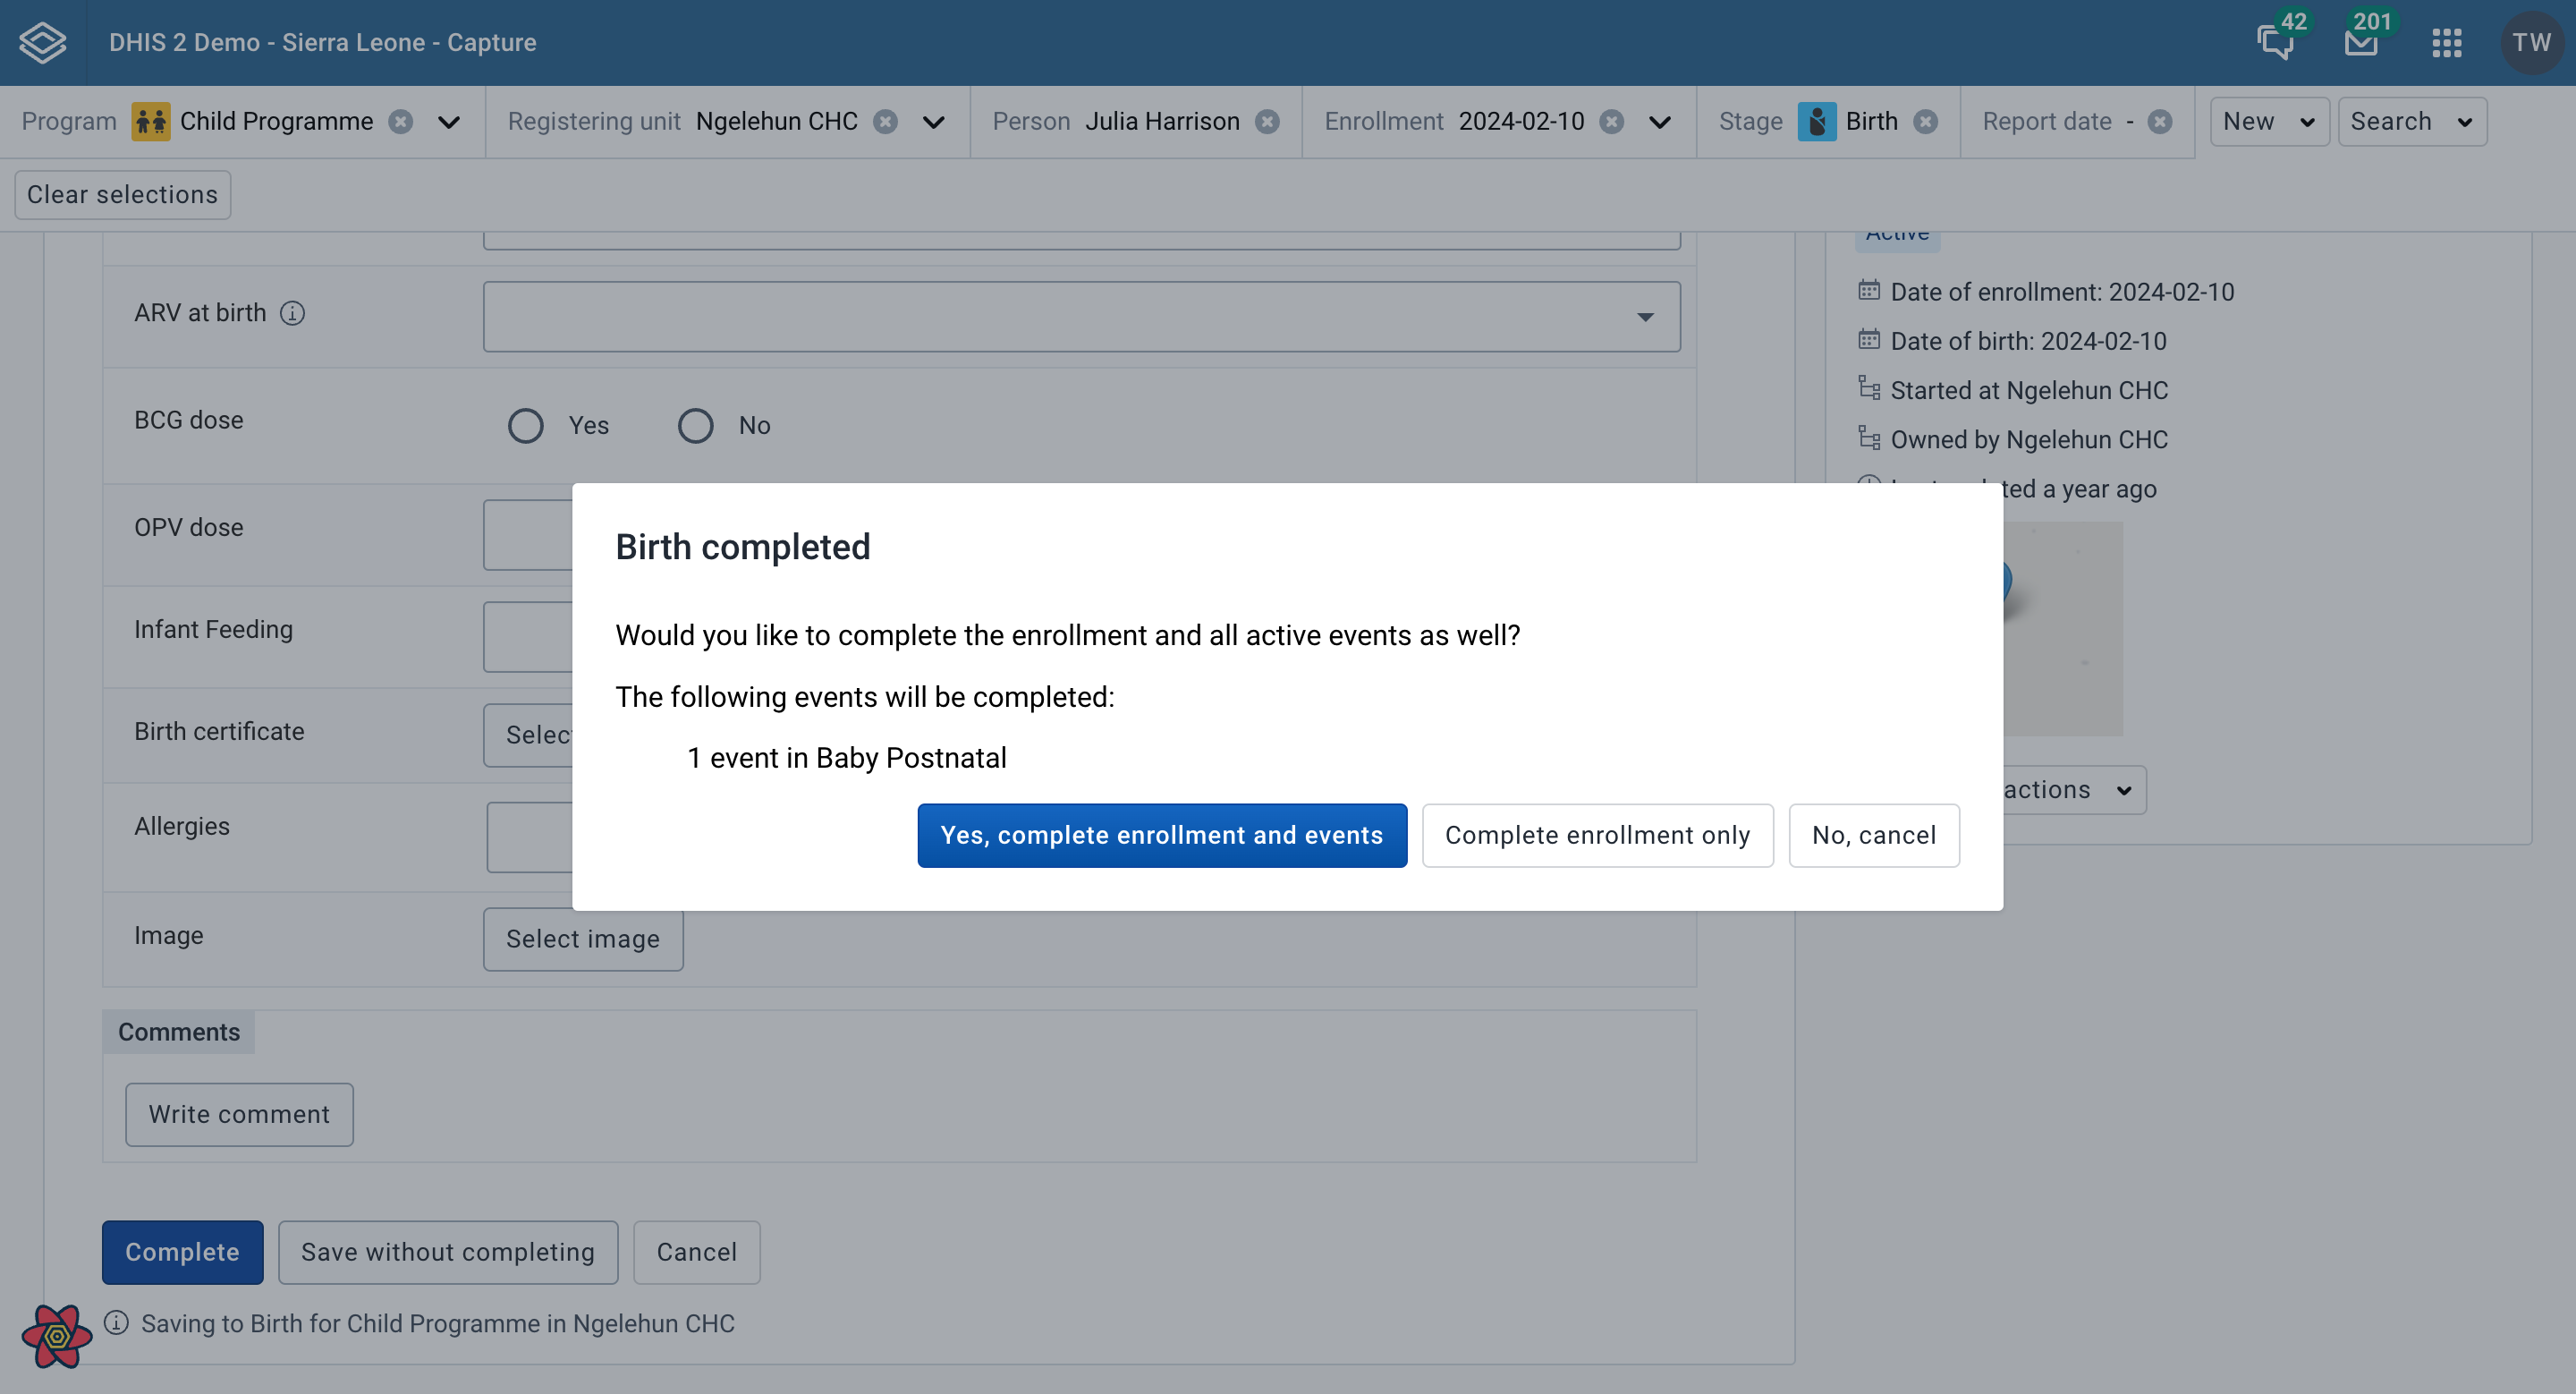 DHIS 2 Demo - Sierra Leone - Capture
42
201
TW
Program Child Programme
Registering unit Ngelehun CHC
Person Julia Harrison
Enrollment 2024-02-10
Stage Birth
Report date -
New
Search
Clear selections
Active
ARV at birth
Date of enrollment: 2024-02-10
Date of birth: 2024-02-10
Started at Ngelehun CHC
Owned by Ngelehun CHC
a year ago
BCG dose
Yes
No
OPV dose
Infant Feeding
Birth certificate
Allergies
Image
Select image
Birth completed
Would you like to complete the enrollment and all active events as well?
The following events will be completed:
1 event in Baby Postnatal
Yes, complete enrollment and events
Complete enrollment only
No, cancel
actions
Comments
Write comment
Complete
Save without completing
Cancel
Saving to Birth for Child Programme in Ngelehun CHC